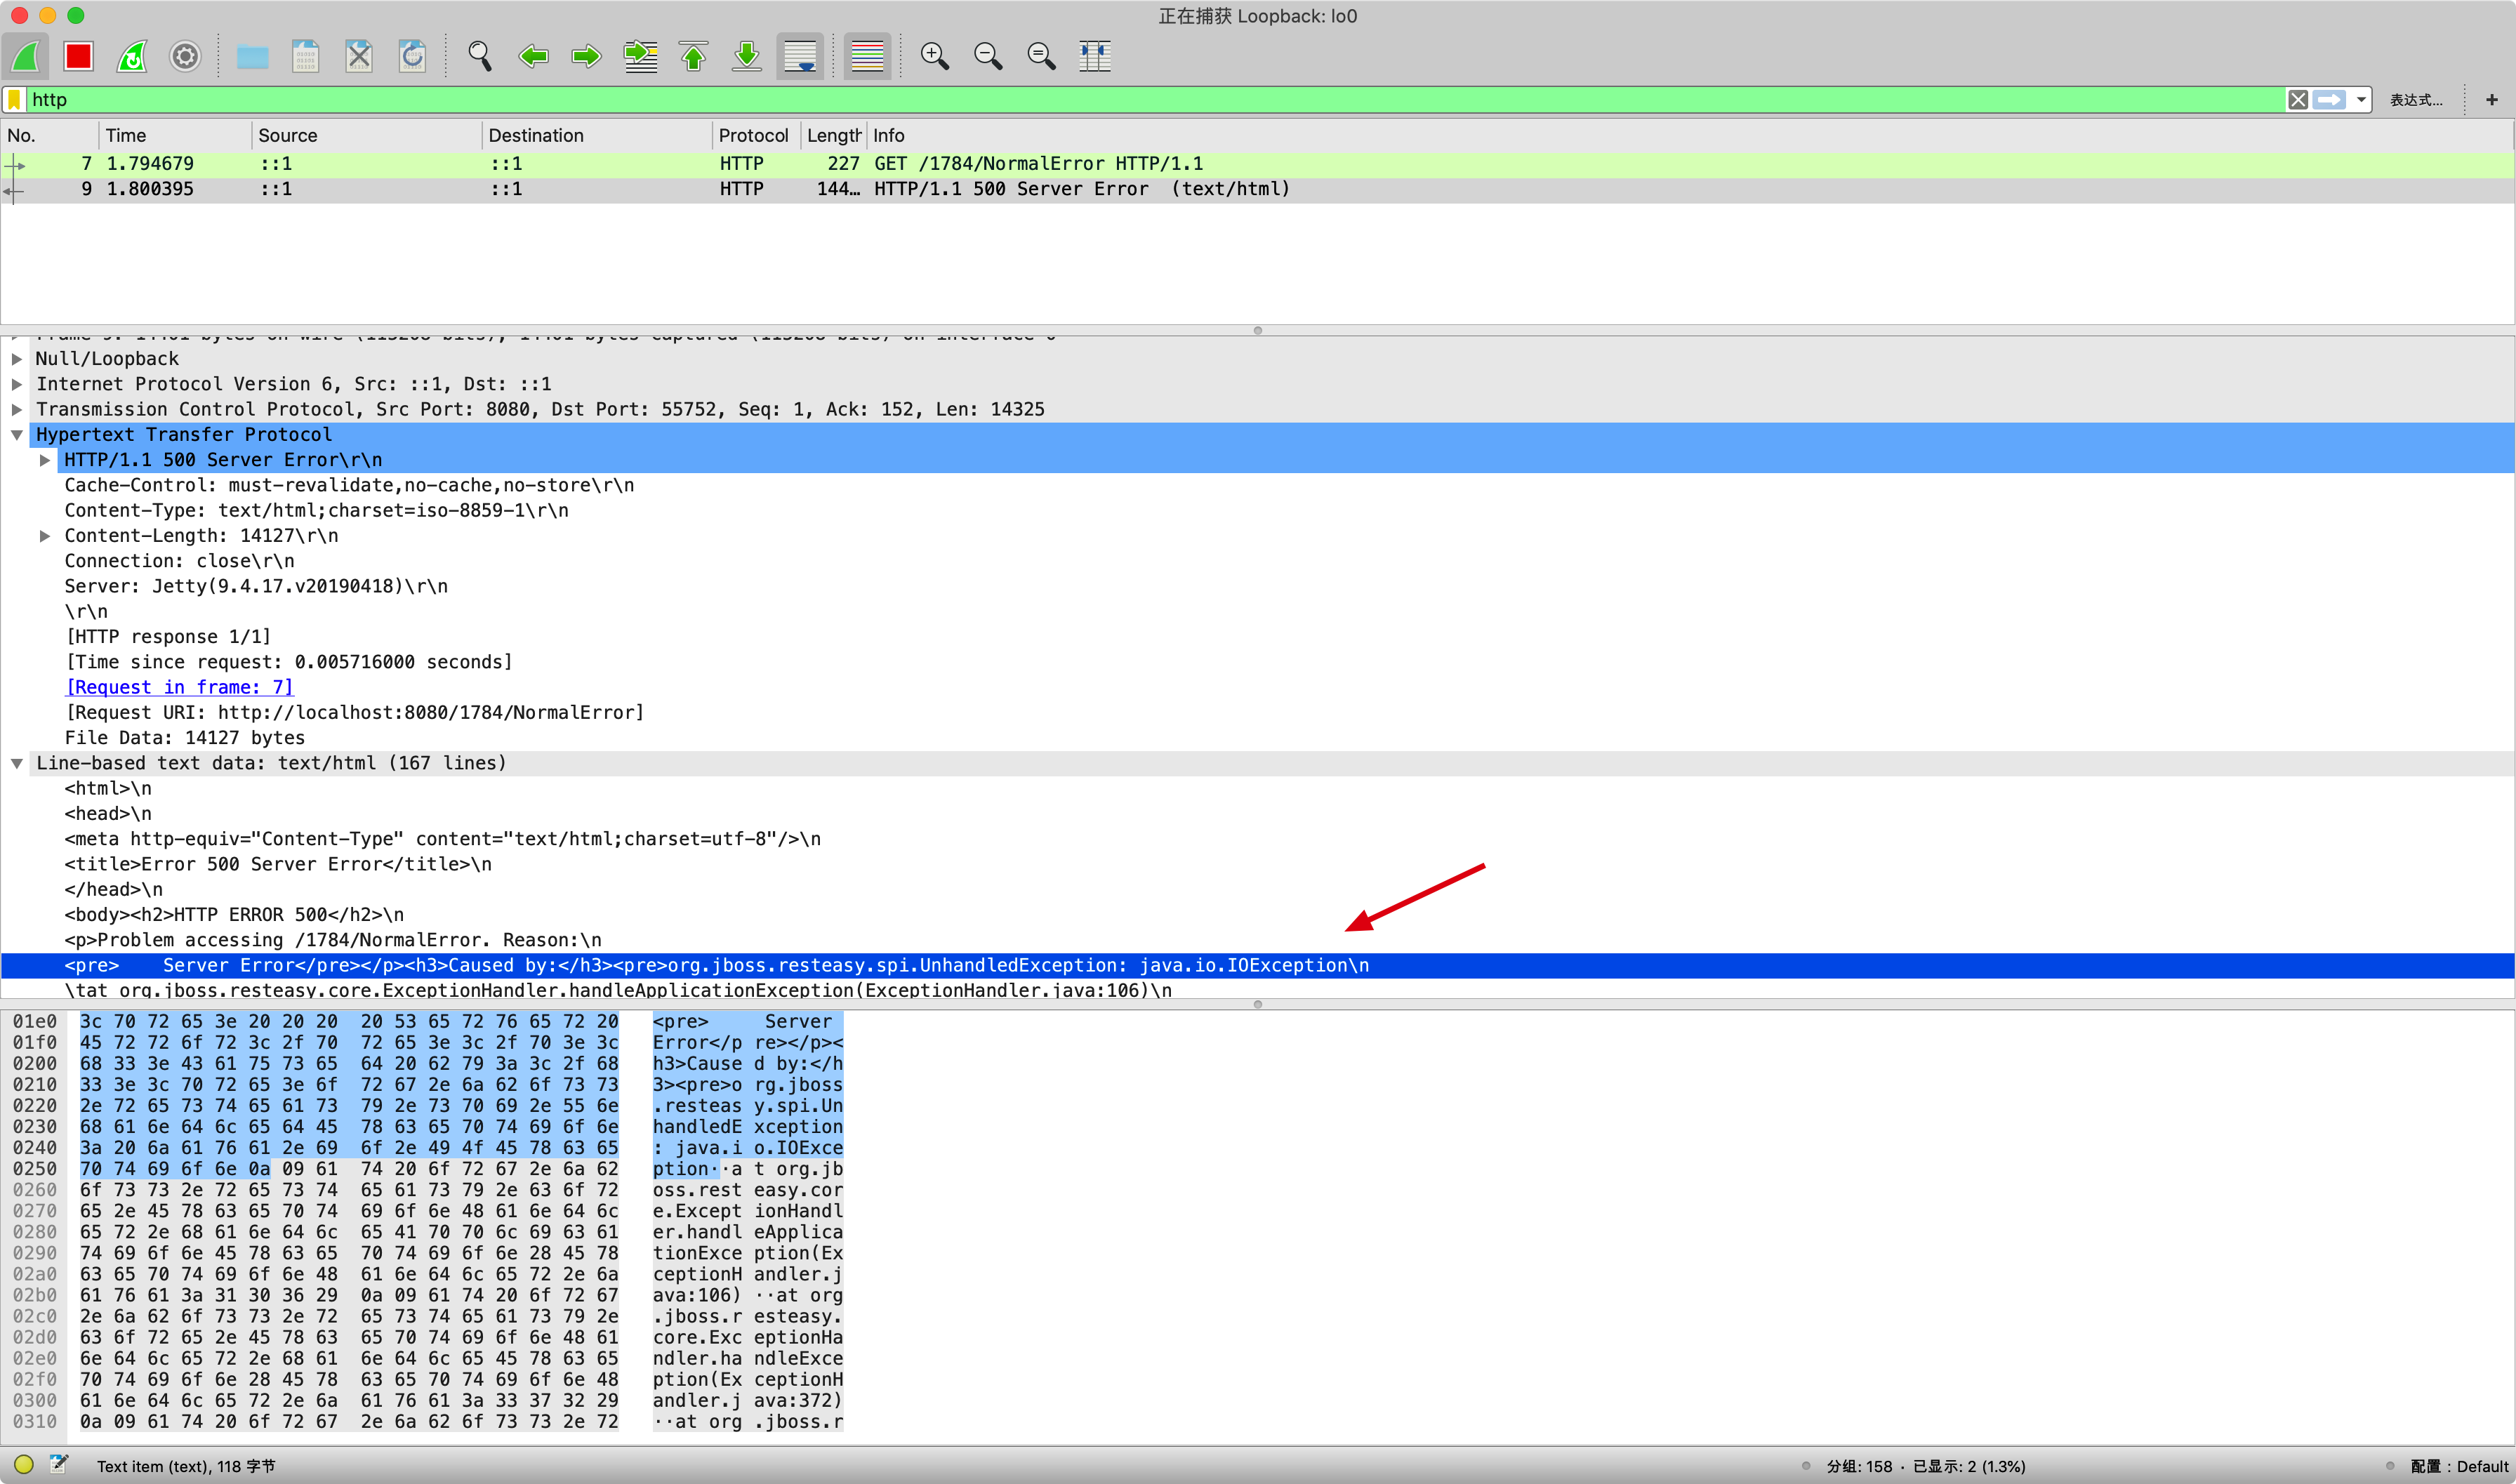 正在捕获 Loopback: lo0
http
表达式…
+
No. Time Source Destination Protocol Length Info
7 1.794679 ::1 ::1 HTTP 227 GET /1784/NormalError HTTP/1.1
9 1.800395 ::1 ::1 HTTP 144… HTTP/1.1 500 Server Error (text/html)
Frame 9: 14401 bytes on wire (115208 bits), 14401 bytes captured (115208 bits) on interface 0
Null/Loopback
Internet Protocol Version 6, Src: ::1, Dst: ::1
Transmission Control Protocol, Src Port: 8080, Dst Port: 55752, Seq: 1, Ack: 152, Len: 14325
Hypertext Transfer Protocol
HTTP/1.1 500 Server Error\r\n
Cache-Control: must-revalidate,no-cache,no-store\r\n
Content-Type: text/html;charset=iso-8859-1\r\n
Content-Length: 14127\r\n
Connection: close\r\n
Server: Jetty(9.4.17.v20190418)\r\n
\r\n
[HTTP response 1/1]
[Time since request: 0.005716000 seconds]
[Request in frame: 7]
[Request URI: http://localhost:8080/1784/NormalError]
File Data: 14127 bytes
Line-based text data: text/html (167 lines)
<html>\n
<head>\n
<meta http-equiv="Content-Type" content="text/html;charset=utf-8"/>\n
<title>Error 500 Server Error</title>\n
</head>\n
<body><h2>HTTP ERROR 500</h2>\n
<p>Problem accessing /1784/NormalError. Reason:\n
<pre>    Server Error</pre></p><h3>Caused by:</h3><pre>org.jboss.resteasy.spi.UnhandledException: java.io.IOException\n
\tat org.jboss.resteasy.core.ExceptionHandler.handleApplicationException(ExceptionHandler.java:106)\n
01e0 3c 70 72 65 3e 20 20 20 20 53 65 72 76 65 72 20 <pre>    Server
01f0 45 72 72 6f 72 3c 2f 70 72 65 3e 3c 2f 70 3e 3c Error</p re></p><
0200 68 33 3e 43 61 75 73 65 64 20 62 79 3a 3c 2f 68 h3>Cause d by:</h
0210 33 3e 3c 70 72 65 3e 6f 72 67 2e 6a 62 6f 73 73 3><pre>o rg.jboss
0220 2e 72 65 73 74 65 61 73 79 2e 73 70 69 2e 55 6e .resteas y.spi.Un
0230 68 61 6e 64 6c 65 64 45 78 63 65 70 74 69 6f 6e handledE xception
0240 3a 20 6a 61 76 61 2e 69 6f 2e 49 4f 45 78 63 65 : java.i o.IOExce
0250 70 74 69 6f 6e 0a 09 61 74 20 6f 72 67 2e 6a 62 ption··a t org.jb
0260 6f 73 73 2e 72 65 73 74 65 61 73 79 2e 63 6f 72 oss.rest easy.cor
0270 65 2e 45 78 63 65 70 74 69 6f 6e 48 61 6e 64 6c e.Except ionHandl
0280 65 72 2e 68 61 6e 64 6c 65 41 70 70 6c 69 63 61 er.handl eApplica
0290 74 69 6f 6e 45 78 63 65 70 74 69 6f 6e 28 45 78 tionExce ption(Ex
02a0 63 65 70 74 69 6f 6e 48 61 6e 64 6c 65 72 2e 6a ceptionH andler.j
02b0 61 76 61 3a 31 30 36 29 0a 09 61 74 20 6f 72 67 ava:106) ··at org
02c0 2e 6a 62 6f 73 73 2e 72 65 73 74 65 61 73 79 2e .jboss.r esteasy.
02d0 63 6f 72 65 2e 45 78 63 65 70 74 69 6f 6e 48 61 core.Exc eptionHa
02e0 6e 64 6c 65 72 2e 68 61 6e 64 6c 65 45 78 63 65 ndler.ha ndleExce
02f0 70 74 69 6f 6e 28 45 78 63 65 70 74 69 6f 6e 48 ption(Ex ceptionH
0300 61 6e 64 6c 65 72 2e 6a 61 76 61 3a 33 37 32 29 andler.j ava:372)
0310 0a 09 61 74 20 6f 72 67 2e 6a 62 6f 73 73 2e 72 ··at org .jboss.r
Text item (text), 118 字节
分组: 158 · 已显示: 2 (1.3%)
配置：Default